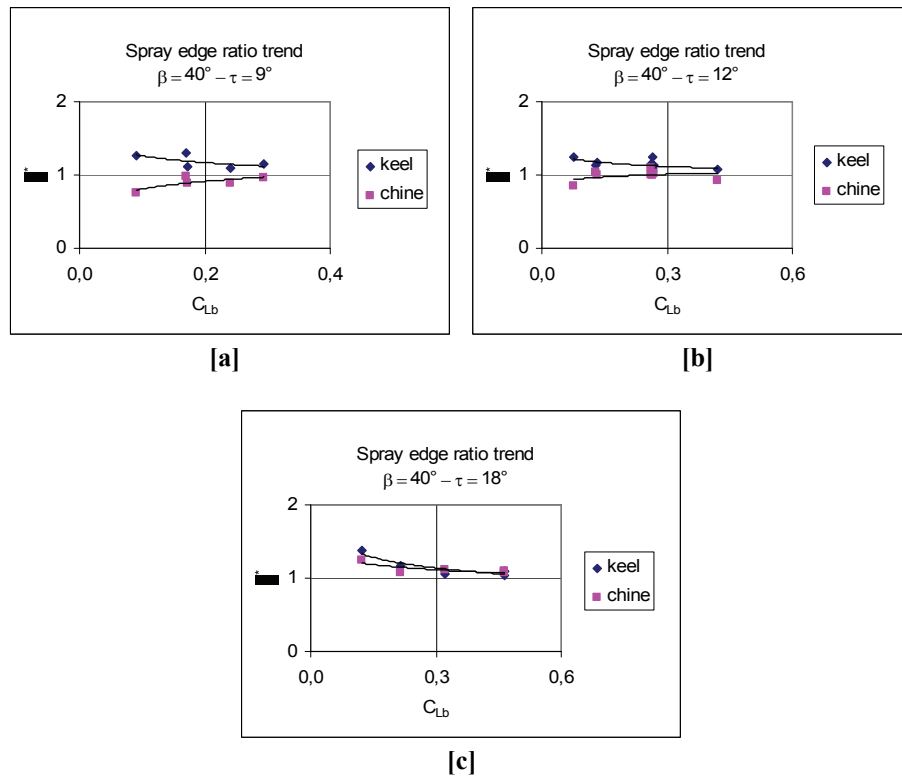 Spray edge ratio trend
β = 40° – τ = 9°
2
1
0
0,0
0,2
0,4
C_Lb
keel
chine
[a]
Spray edge ratio trend
β = 40° – τ = 12°
2
1
0
0,0
0,3
0,6
C_Lb
keel
chine
[b]
Spray edge ratio trend
β = 40° – τ = 18°
2
1
0
0,0
0,3
0,6
C_Lb
keel
chine
[c]